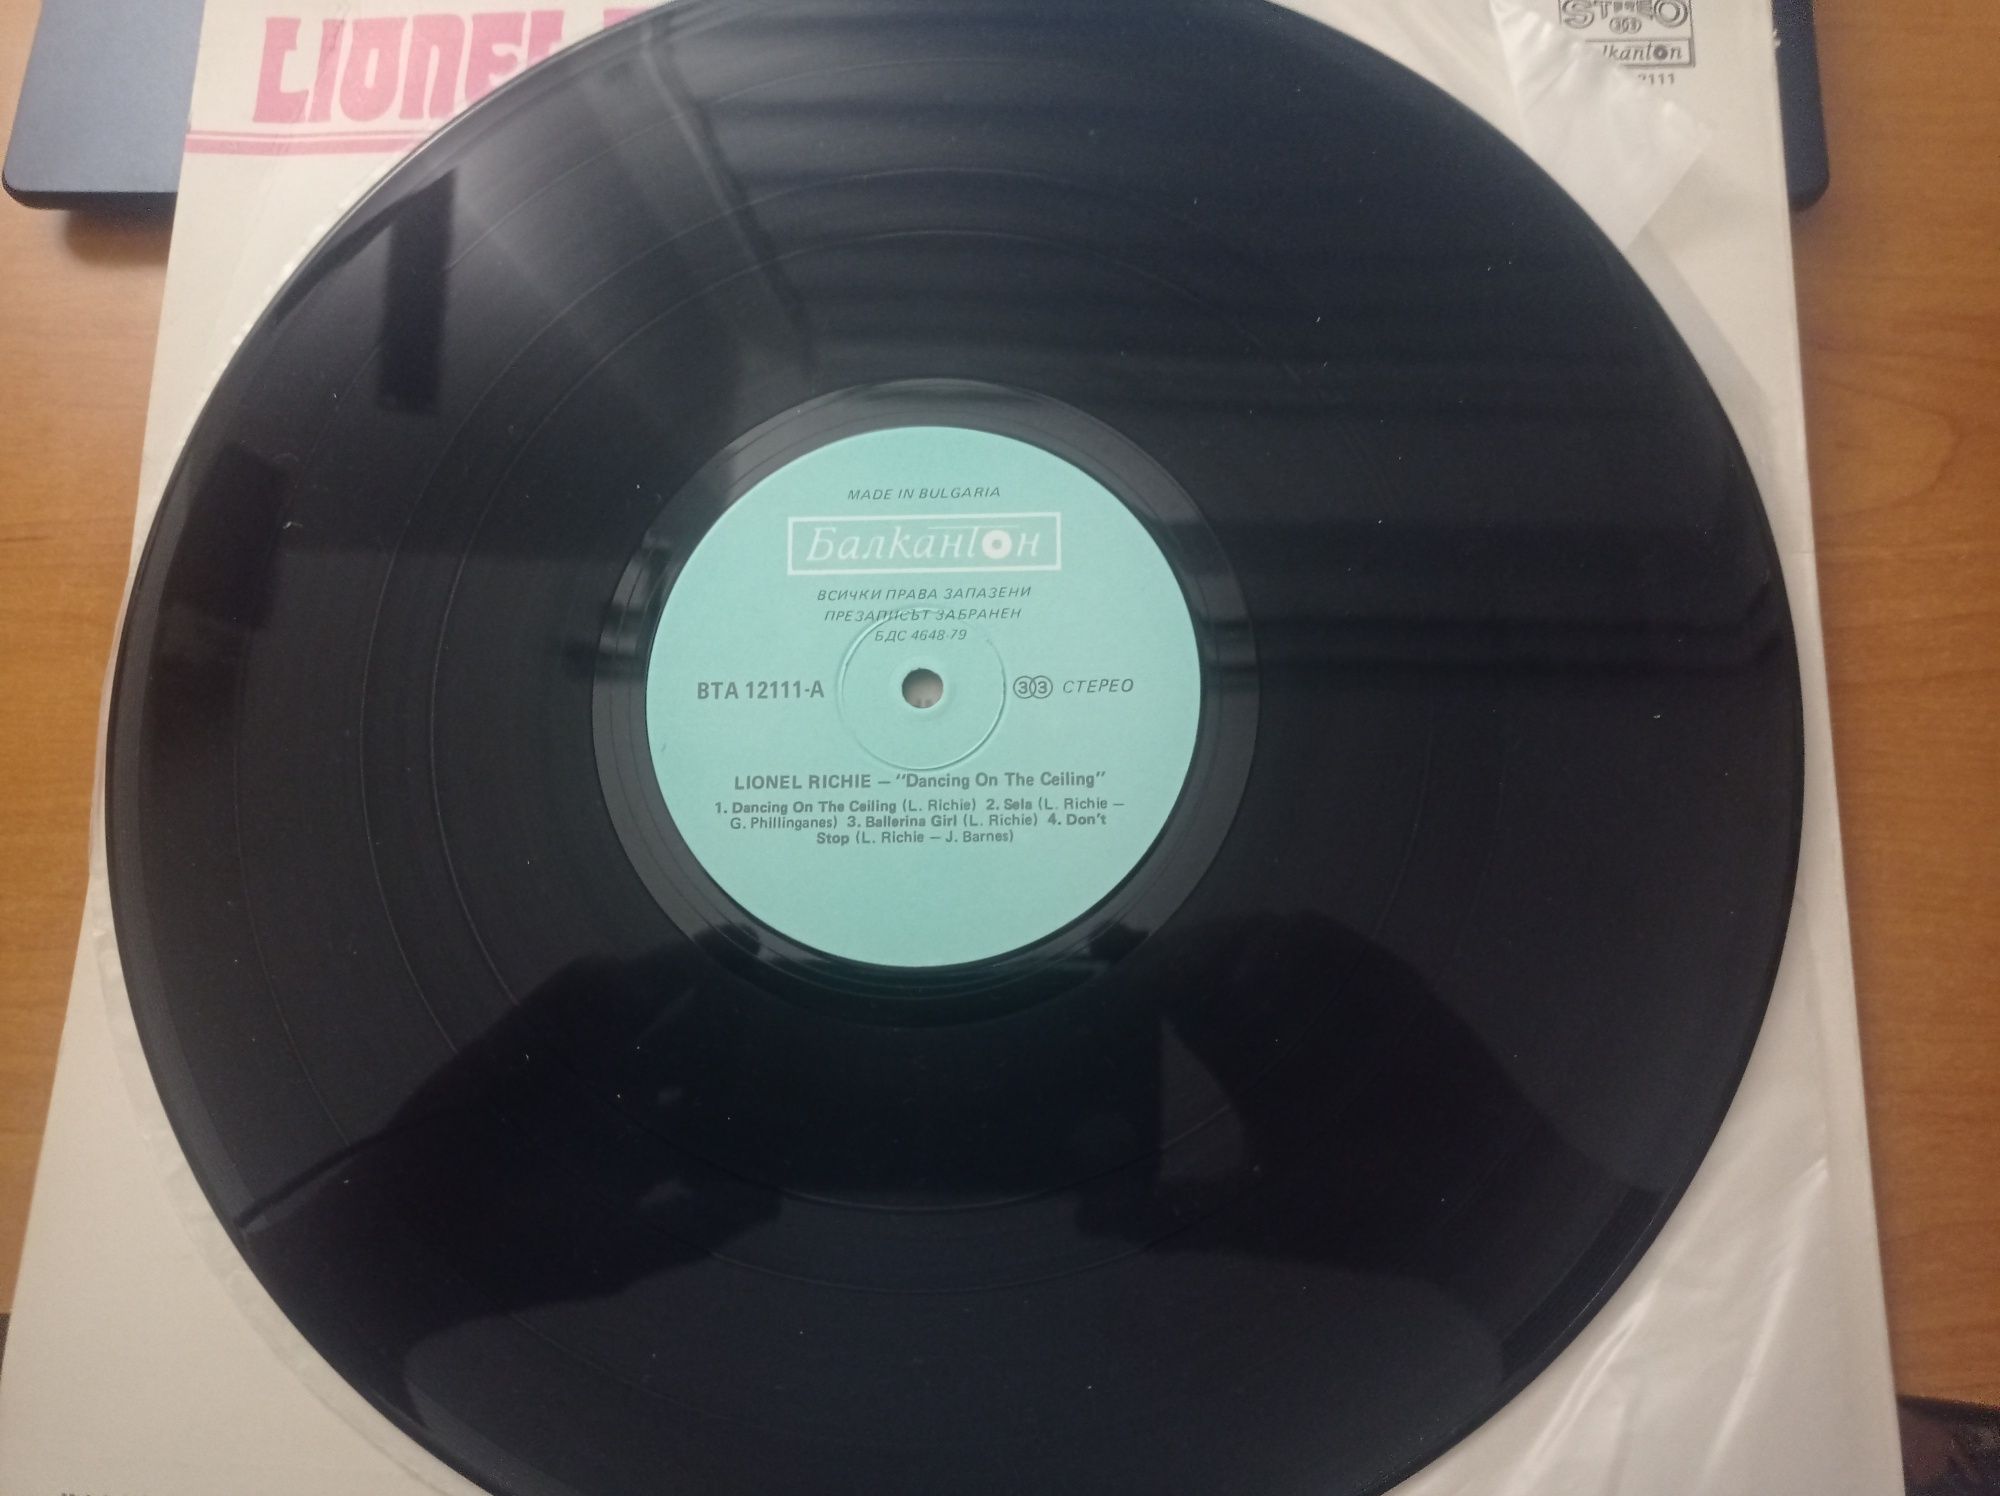 LIONEL
STEREO
33
MADE IN BULGARIA
Балкантон
ВСИЧКИ ПРАВА ЗАПАЗЕНИ
ПРЕЗАПИСЪТ ЗАБРАНЕН
БДС 4648-79
ВТА 12111-А
33 СТЕРЕО
LIONEL RICHIE – "Dancing On The Ceiling"
1. Dancing On The Ceiling (L. Richie) 2. Sela (L. Richie –
G. Phillinganes) 3. Ballerina Girl (L. Richie) 4. Don't
Stop (L. Richie – J. Barnes)